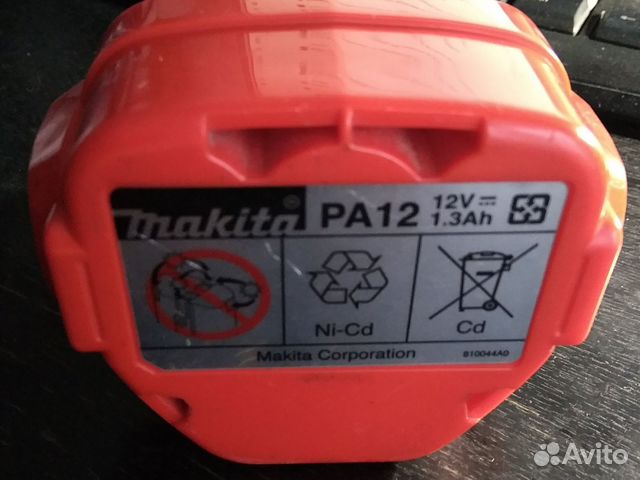 makita® PA12 12V 1.3Ah
Ni-Cd
Cd
Makita Corporation 810044A0
Avito